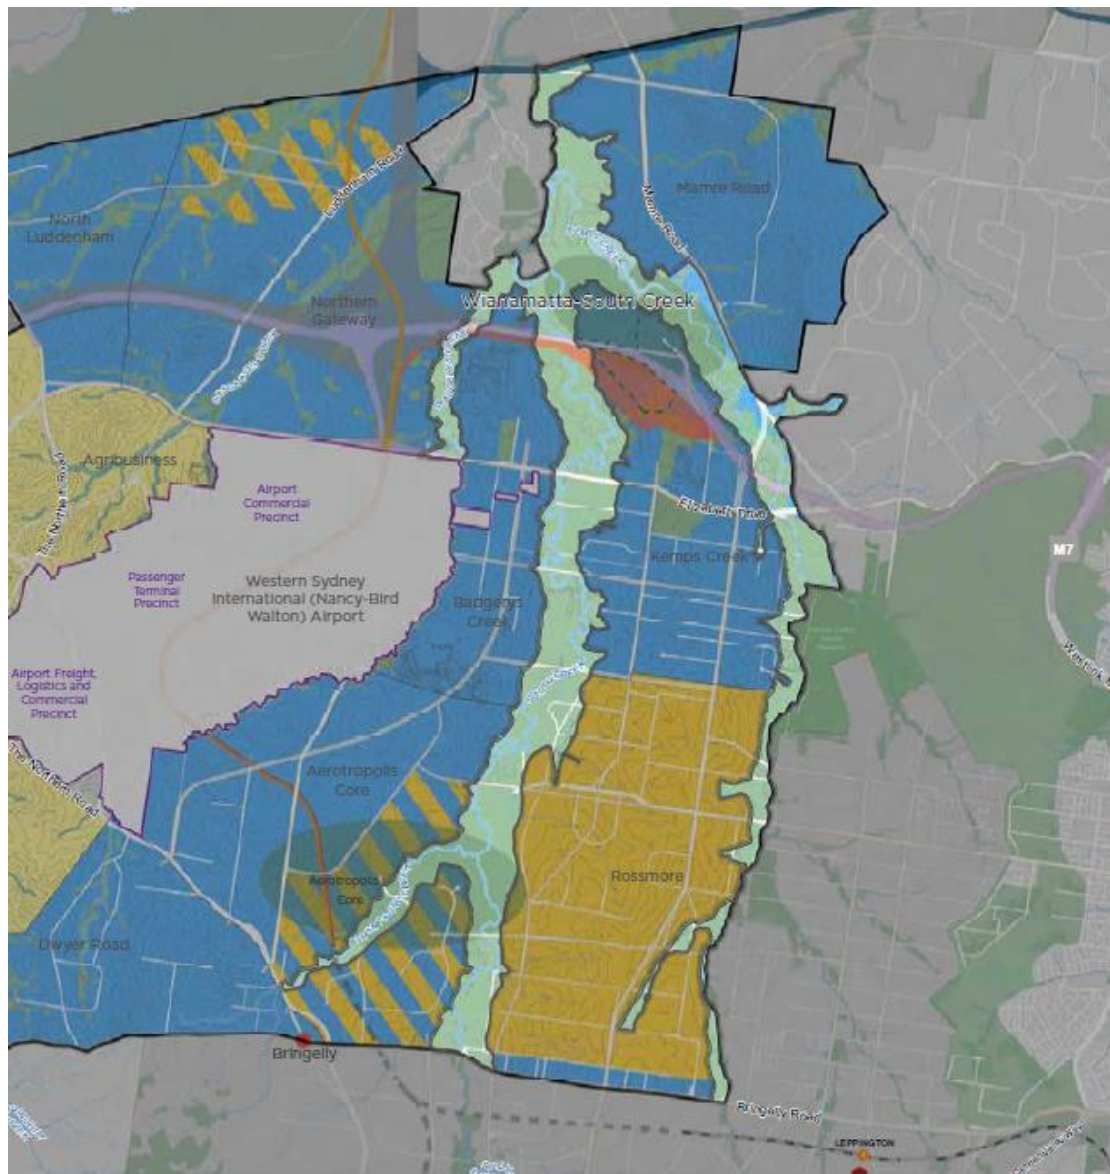 Luddenham Road
North
Luddenham
Mamre Road
Mamre Road
Wianamatta-South Creek
Northern
Gateway
Agribusiness
The Northern Road
Airport
Commercial
Precinct
Elizabeth Drive
Kemps Creek
M7
Passenger
Terminal
Precinct
Western Sydney
International (Nancy-Bird
Walton) Airport
Badgerys
Creek
Airport Freight,
Logistics and
Commercial
Precinct
The Northern Road
Aerotropolis
Core
Aerotropolis
Core
Rossmore
Dwyer Road
Bringelly
Bringelly Road
LEPPINGTON